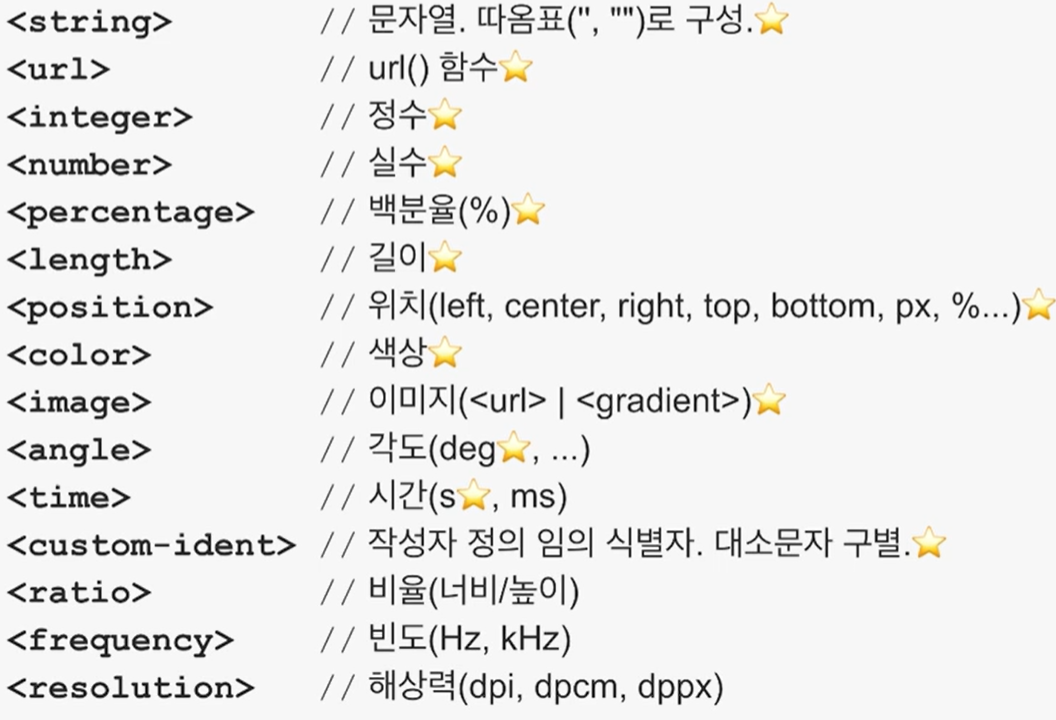 <string> // 문자열. 따옴표('', "")로 구성.⭐
<url> // url() 함수⭐
<integer> // 정수⭐
<number> // 실수⭐
<percentage> // 백분율(%)⭐
<length> // 길이⭐
<position> // 위치(left, center, right, top, bottom, px, %...)⭐
<color> // 색상⭐
<image> // 이미지(<url> | <gradient>)⭐
<angle> // 각도(deg⭐, ...)
<time> // 시간(s⭐, ms)
<custom-ident> // 작성자 정의 임의 식별자. 대소문자 구별.⭐
<ratio> // 비율(너비/높이)
<frequency> // 빈도(Hz, kHz)
<resolution> // 해상력(dpi, dpcm, dppx)